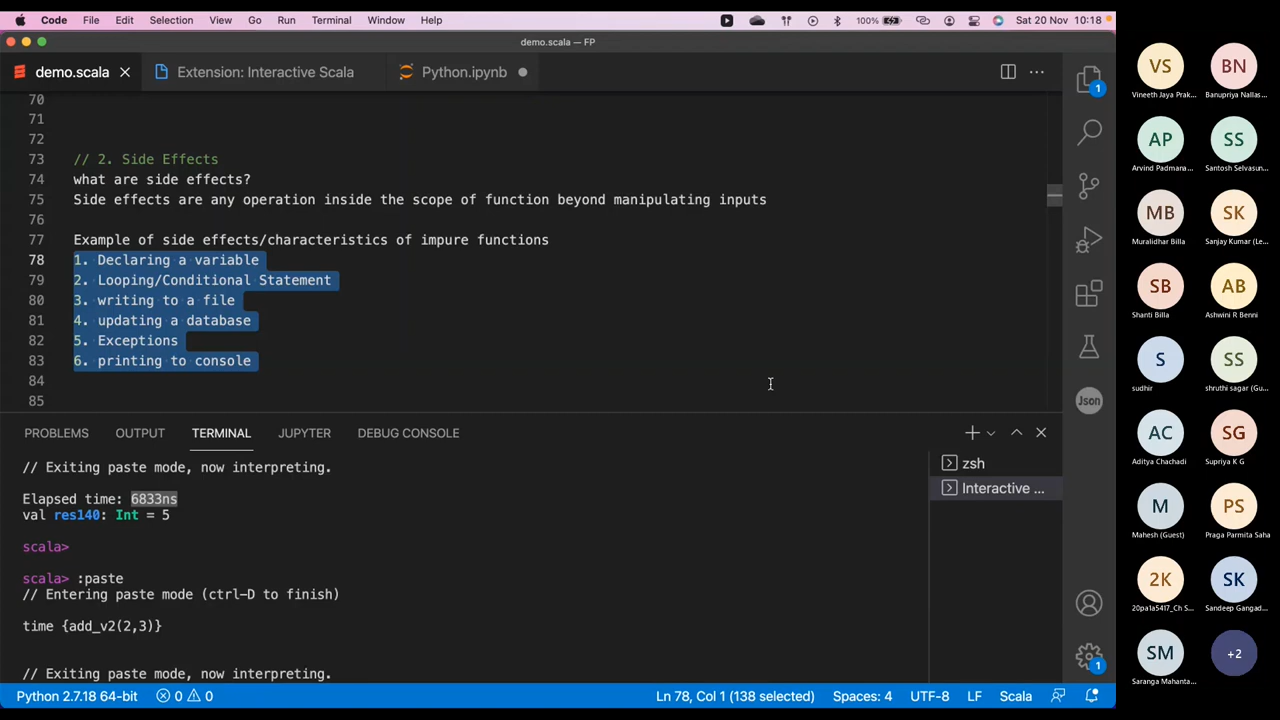 Code File Edit Selection View Go Run Terminal Window Help 100% Sat 20 Nov 10:18
demo.scala — FP
demo.scala Extension: Interactive Scala Python.ipynb
70
71
72
73 // 2. Side Effects
74 what are side effects?
75 Side effects are any operation inside the scope of function beyond manipulating inputs
76
77 Example of side effects/characteristics of impure functions
78 1. Declaring a variable
79 2. Looping/Conditional Statement
80 3. writing to a file
81 4. updating a database
82 5. Exceptions
83 6. printing to console
84
85
PROBLEMS OUTPUT TERMINAL JUPYTER DEBUG CONSOLE
// Exiting paste mode, now interpreting.
Elapsed time: 6833ns
val res140: Int = 5
scala>
scala> :paste
// Entering paste mode (ctrl-D to finish)
time {add_v2(2,3)}
// Exiting paste mode, now interpreting.
zsh
Interactive ...
1
Json
1
Python 2.7.18 64-bit 0 0 Ln 78, Col 1 (138 selected) Spaces: 4 UTF-8 LF Scala
VS BN
Vineeth Jaya Prak... Banupriya Nallas...
AP SS
Arvind Padmana... Santosh Selvasun...
MB SK
Muralidhar Billa Sanjay Kumar (Le...
SB AB
Shanti Billa Ashwini R Benni
S SS
sudhir shruthi sagar (Gu...
AC SG
Aditya Chachadi Supriya K G
M PS
Mahesh (Guest) Praga Parmita Saha
2K SK
20pa1a5417_Ch S... Sandeep Gangad...
SM +2
Saranga Mahanta...